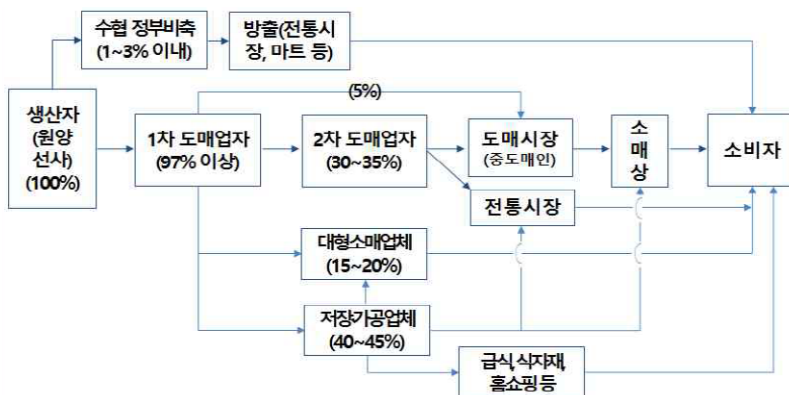 수협 정부비축
(1~3% 이내)
방출(전통시
장, 마트 등)
(5%)
생산자
(원양
선사)
(100%)
1차 도매업자
(97% 이상)
2차 도매업자
(30~35%)
도매시장
(중도매인)
소
매
상
소비자
전통시장
대형소매업체
(15~20%)
저장·가공업체
(40~45%)
급식,식자재,
홈쇼핑 등